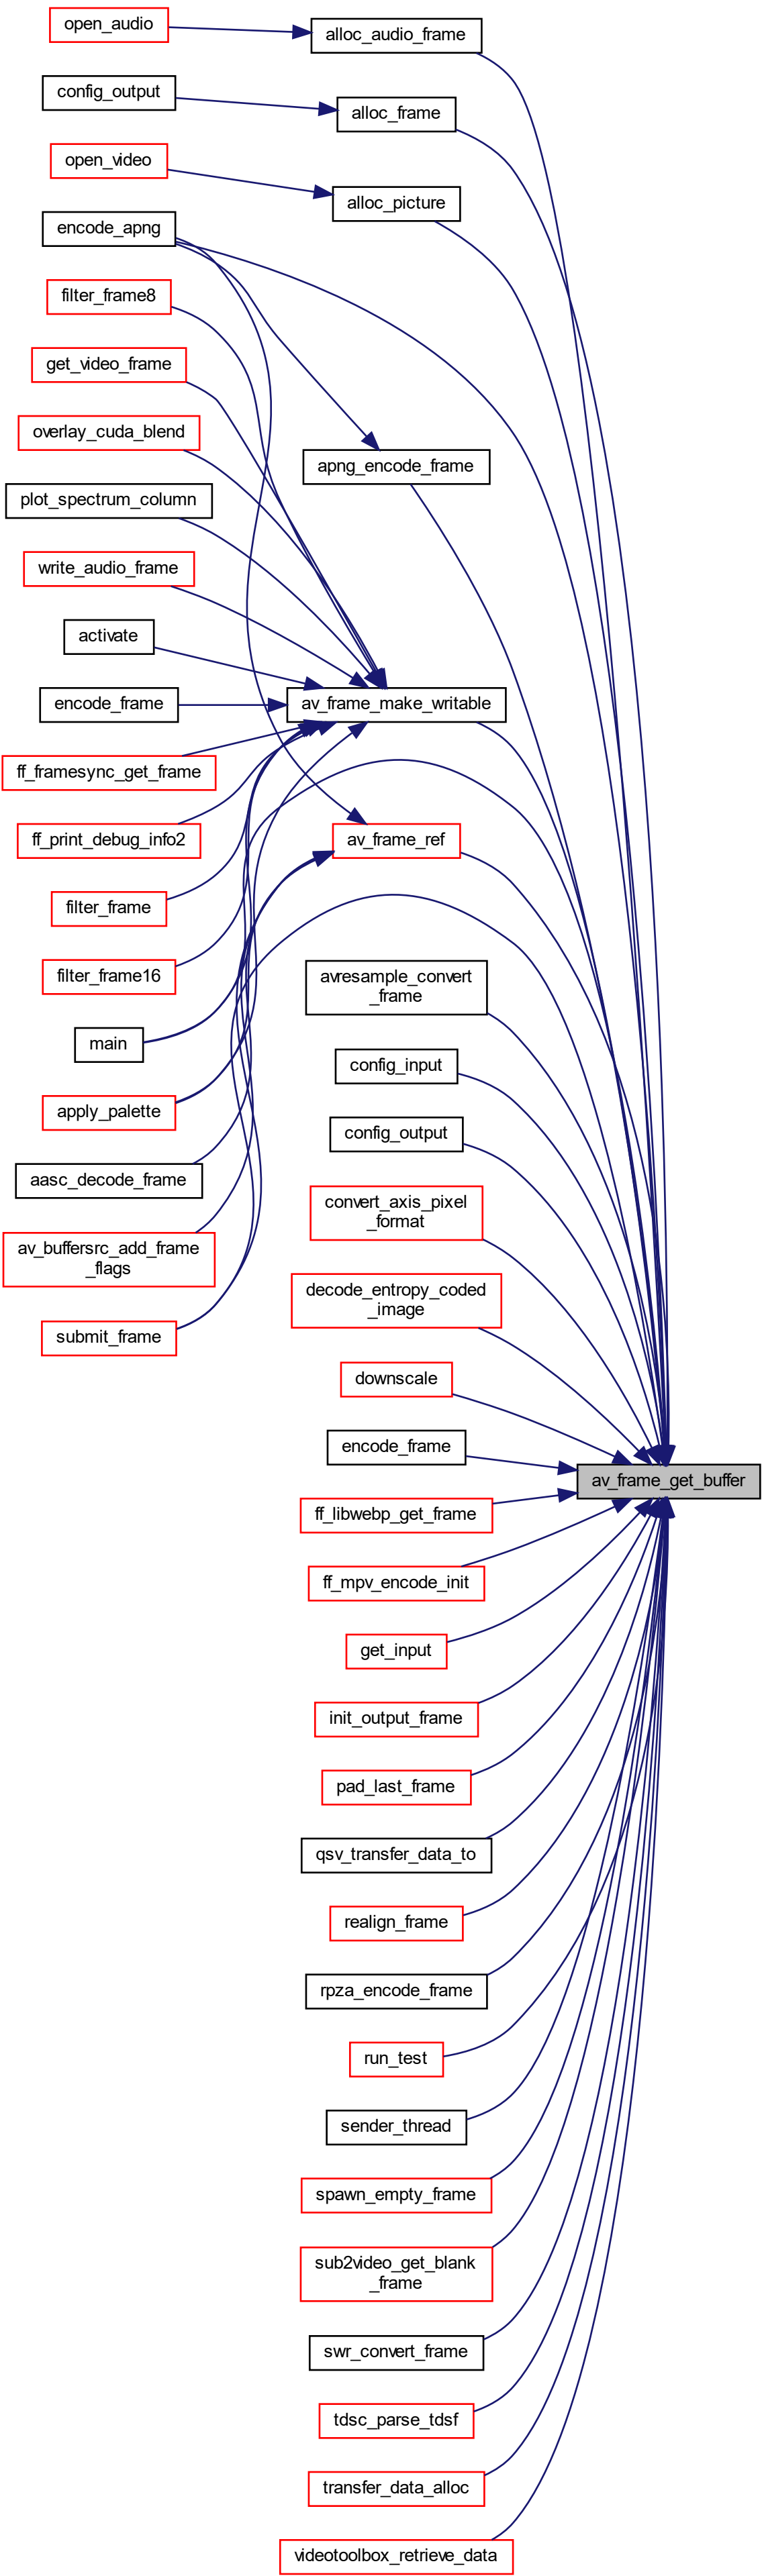 open_audio
alloc_audio_frame
config_output
alloc_frame
open_video
alloc_picture
encode_apng
filter_frame8
get_video_frame
overlay_cuda_blend
apng_encode_frame
plot_spectrum_column
write_audio_frame
activate
encode_frame
av_frame_make_writable
ff_framesync_get_frame
ff_print_debug_info2
av_frame_ref
filter_frame
filter_frame16
avresample_convert
_frame
main
config_input
apply_palette
config_output
aasc_decode_frame
convert_axis_pixel
_format
av_buffersrc_add_frame
_flags
decode_entropy_coded
_image
submit_frame
downscale
encode_frame
av_frame_get_buffer
ff_libwebp_get_frame
ff_mpv_encode_init
get_input
init_output_frame
pad_last_frame
qsv_transfer_data_to
realign_frame
rpza_encode_frame
run_test
sender_thread
spawn_empty_frame
sub2video_get_blank
_frame
swr_convert_frame
tdsc_parse_tdsf
transfer_data_alloc
videotoolbox_retrieve_data